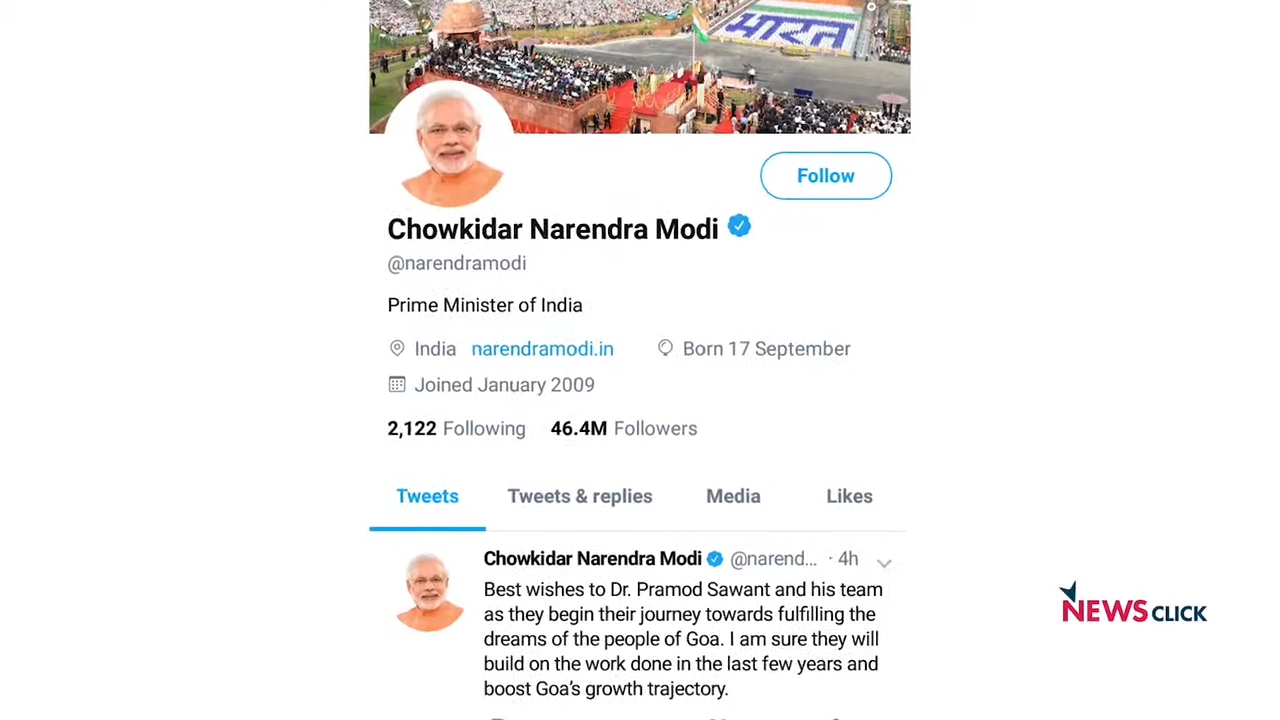 भारत
Follow
Chowkidar Narendra Modi
@narendramodi
Prime Minister of India
India narendramodi.in Born 17 September
Joined January 2009
2,122 Following 46.4M Followers
Tweets Tweets & replies Media Likes
Chowkidar Narendra Modi @narend... · 4h
Best wishes to Dr. Pramod Sawant and his team
as they begin their journey towards fulfilling the
dreams of the people of Goa. I am sure they will
build on the work done in the last few years and
boost Goa's growth trajectory.
NEWSCLICK